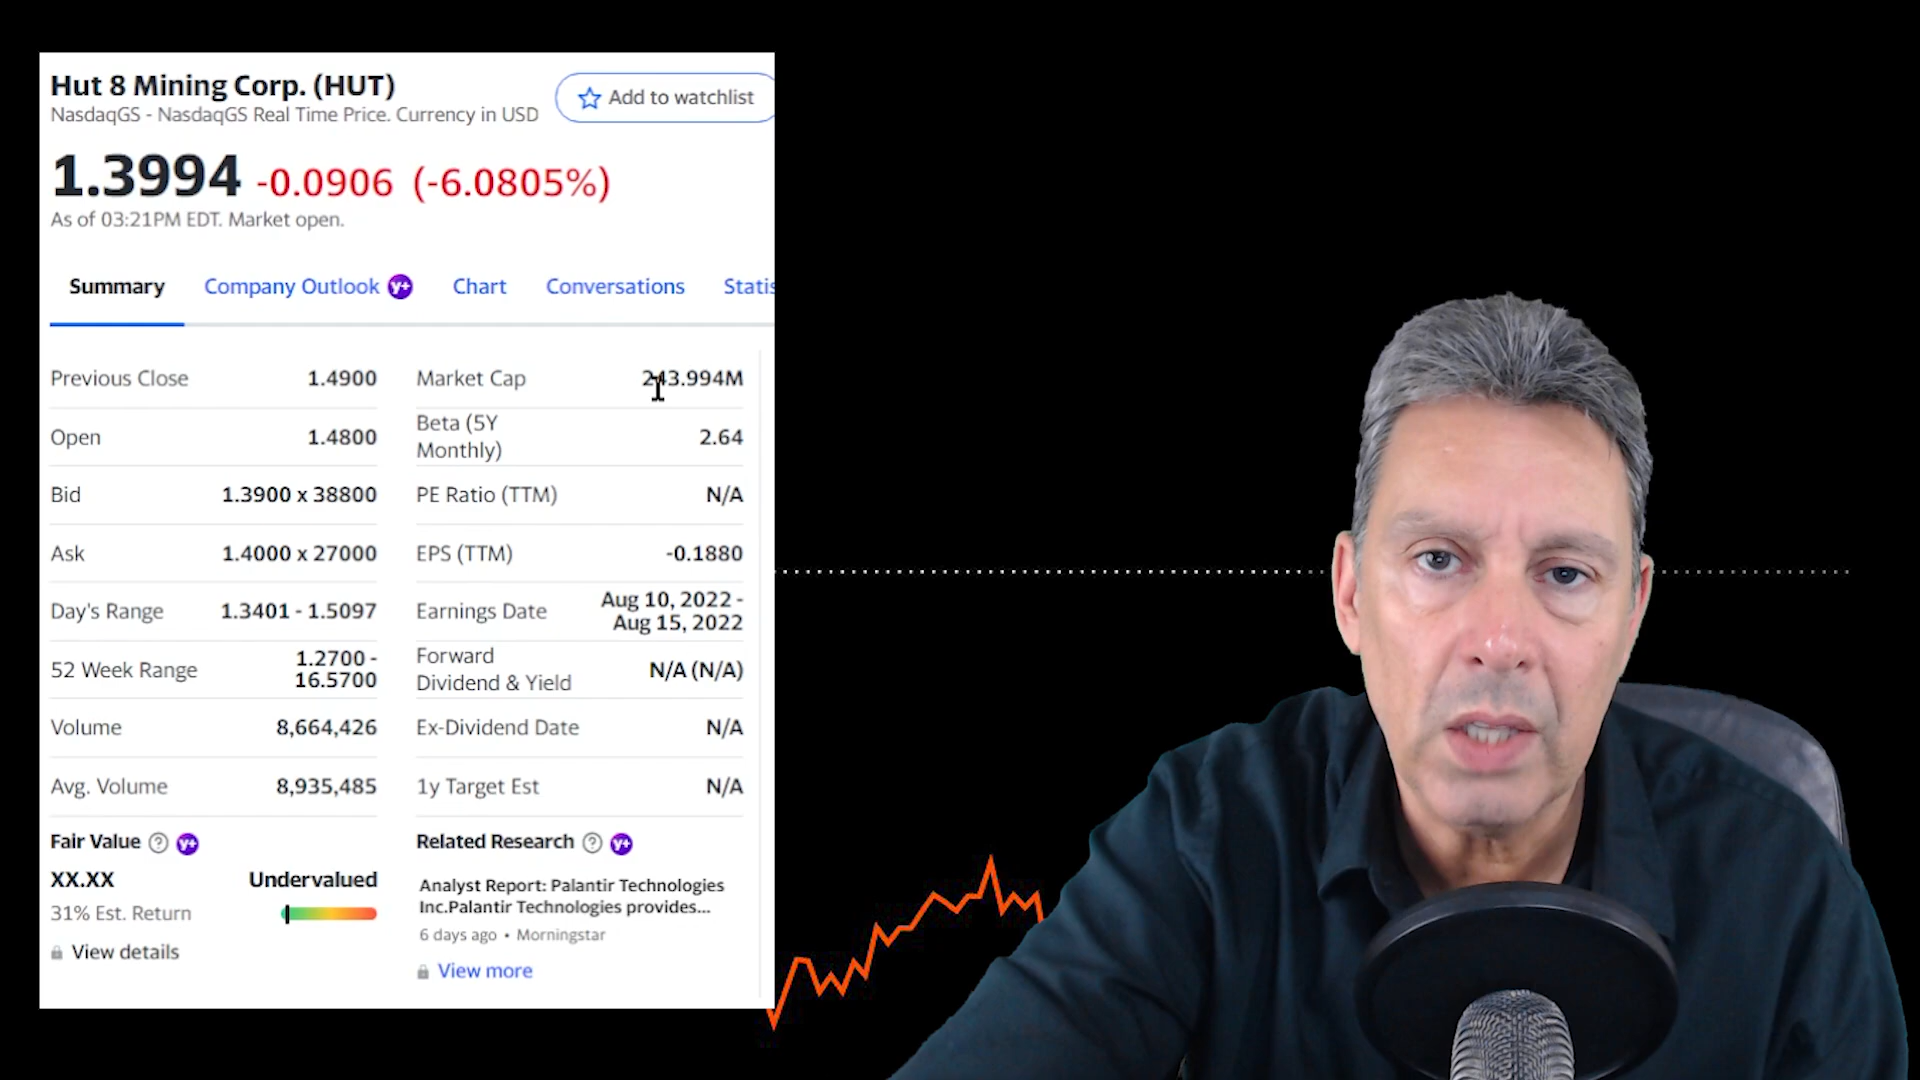 Hut 8 Mining Corp. (HUT)
Add to watchlist
NasdaqGS - NasdaqGS Real Time Price. Currency in USD
1.3994 -0.0906 (-6.0805%)
As of 03:21PM EDT. Market open.
Summary Company Outlook y+ Chart Conversations Statis
Previous Close 1.4900
Open 1.4800
Bid 1.3900 x 38800
Ask 1.4000 x 27000
Day's Range 1.3401 - 1.5097
52 Week Range 1.2700 -
16.5700
Volume 8,664,426
Avg. Volume 8,935,485
Market Cap 243.994M
Beta (5Y
Monthly) 2.64
PE Ratio (TTM) N/A
EPS (TTM) -0.1880
Earnings Date Aug 10, 2022 -
Aug 15, 2022
Forward
Dividend & Yield N/A (N/A)
Ex-Dividend Date N/A
1y Target Est N/A
Fair Value ? y+
XX.XX Undervalued
31% Est. Return
View details
Related Research ? y+
Analyst Report: Palantir Technologies
Inc.Palantir Technologies provides...
6 days ago • Morningstar
View more